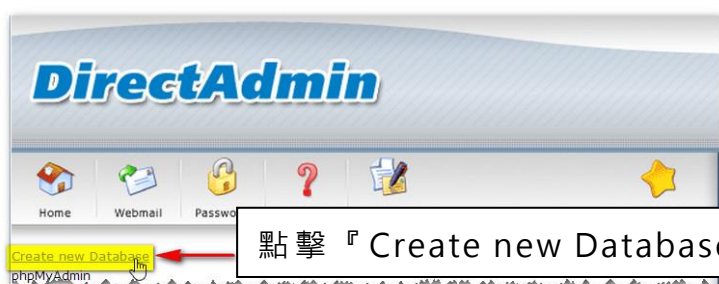 DirectAdmin
Home Webmail Passwo
Create new Database
點擊『Create new Database
phpMyAdmin